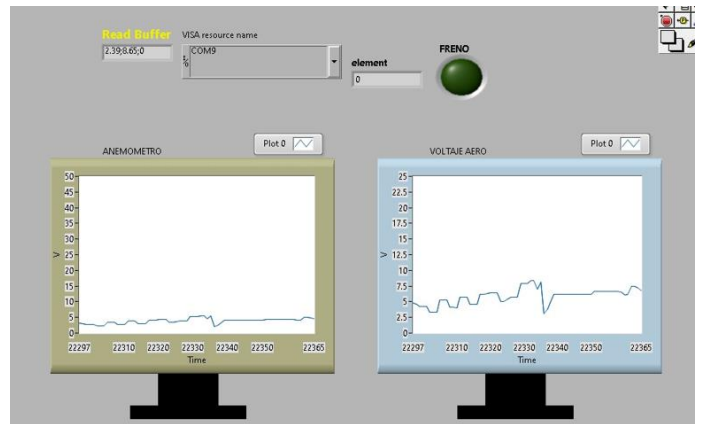 Read Buffer
2.39;8.65;0
VISA resource name
COM9
element
0
FRENO
ANEMOMETRO
Plot 0
50
45
40
35
30
25
20
15
10
5
0
V
22297 22310 22320 22330 22340 22350 22365
Time
VOLTAJE AERO
Plot 0
25
22.5
20
17.5
15
12.5
10
7.5
5
2.5
0
V
22297 22310 22320 22330 22340 22350 22365
Time